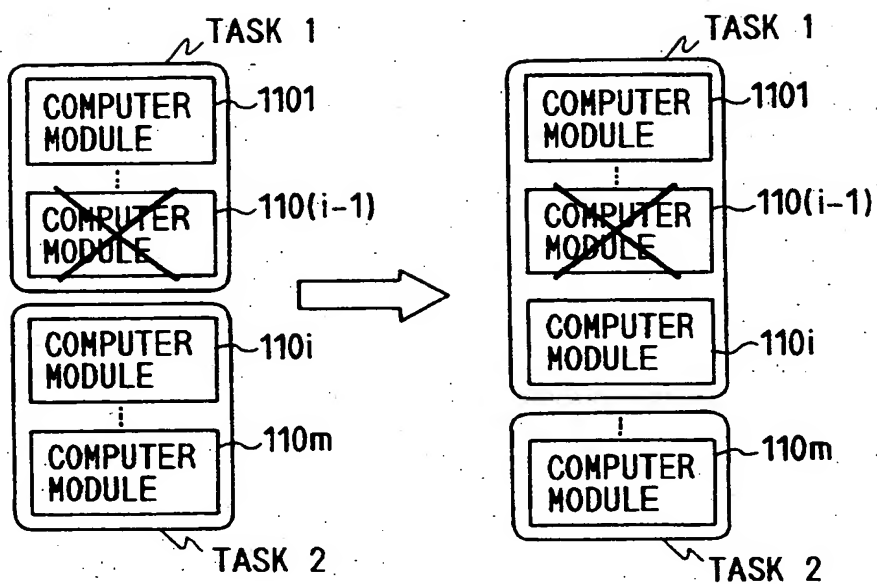 TASK 1
COMPUTER
MODULE
1101
COMPUTER
MODULE
110(i-1)
COMPUTER
MODULE
110i
COMPUTER
MODULE
110m
TASK 2
TASK 1
COMPUTER
MODULE
1101
COMPUTER
MODULE
110(i-1)
COMPUTER
MODULE
110i
COMPUTER
MODULE
110m
TASK 2